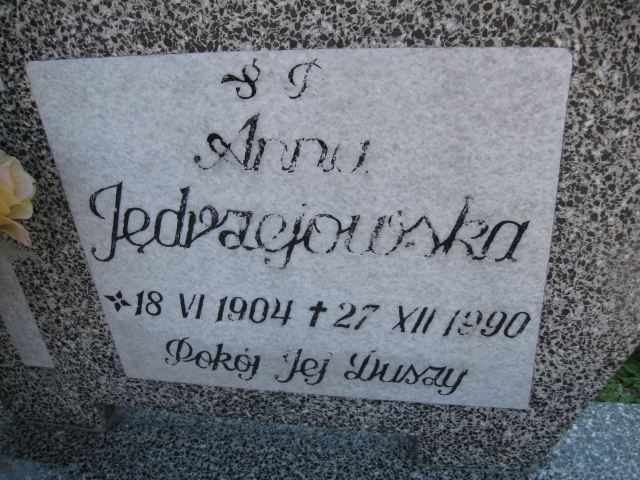 Ś P
Anna
Jędrzejowska
18 VI 1904 ✝ 27 XII 1990
Pokój Jej Duszy